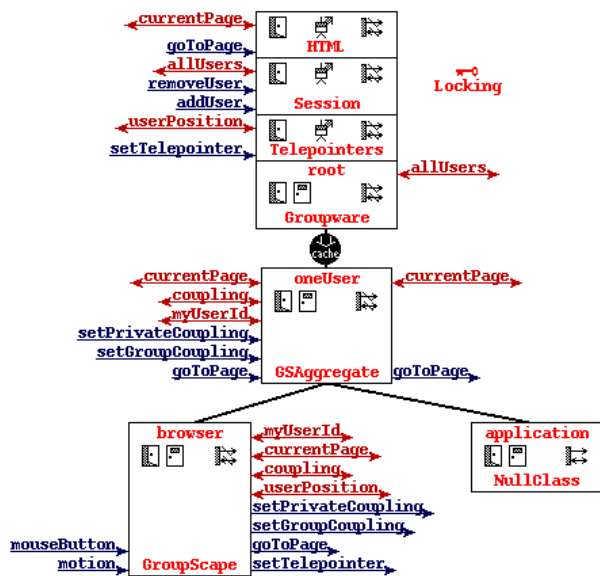 currentPage
goToPage
HTML
allUsers
removeUser
addUser
Session
Locking
userPosition
setTelepointer
Telepointers
root
allUsers
Groupware
cache
currentPage
oneUser
currentPage
coupling
myUserId
setPrivateCoupling
setGroupCoupling
goToPage
GSAggregate
goToPage
browser
myUserId
currentPage
coupling
userPosition
setPrivateCoupling
setGroupCoupling
mouseButton
goToPage
motion
GroupScape
setTelepointer
application
NullClass